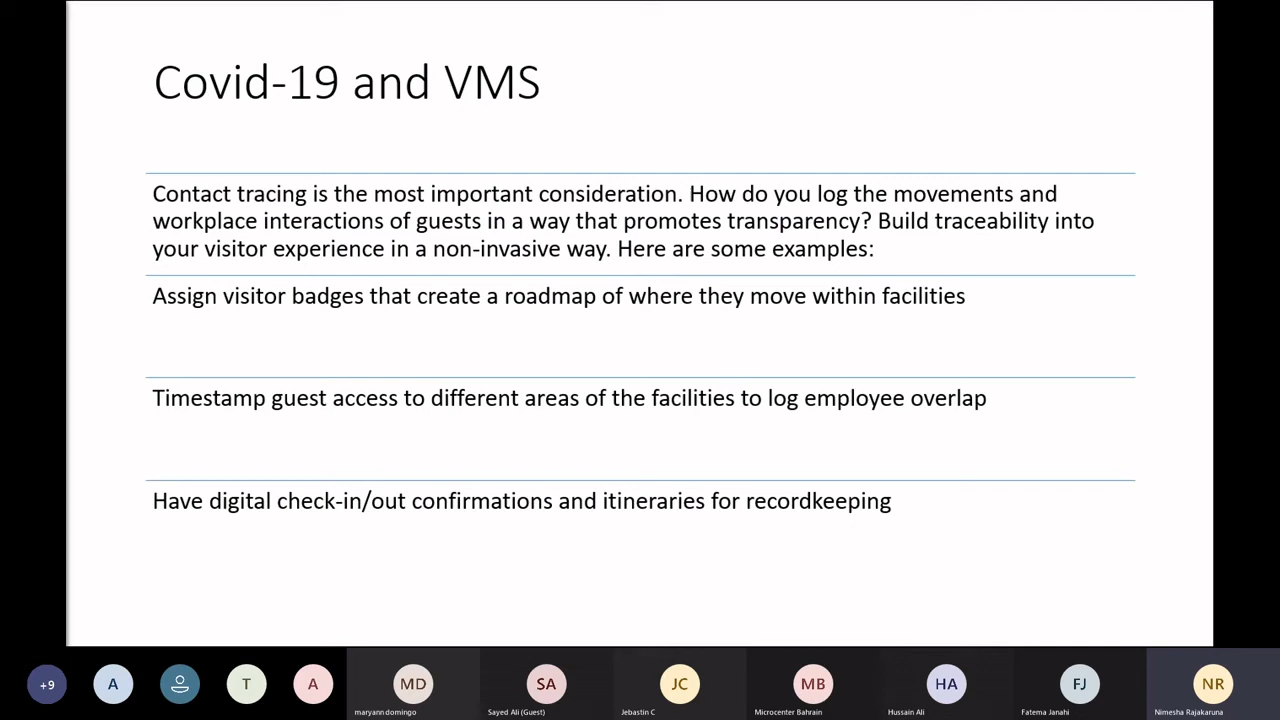 Covid-19 and VMS
Contact tracing is the most important consideration. How do you log the movements and
workplace interactions of guests in a way that promotes transparency? Build traceability into
your visitor experience in a non-invasive way. Here are some examples:
Assign visitor badges that create a roadmap of where they move within facilities
Timestamp guest access to different areas of the facilities to log employee overlap
Have digital check-in/out confirmations and itineraries for recordkeeping
+9
A
T
A
MD
SA
JC
MB
HA
FJ
NR
maryann domingo
Sayed Ali (Guest)
Jebastin C
Microcenter Bahrain
Hussain Ali
Fatema Janahi
Nimesha Rajakaruna